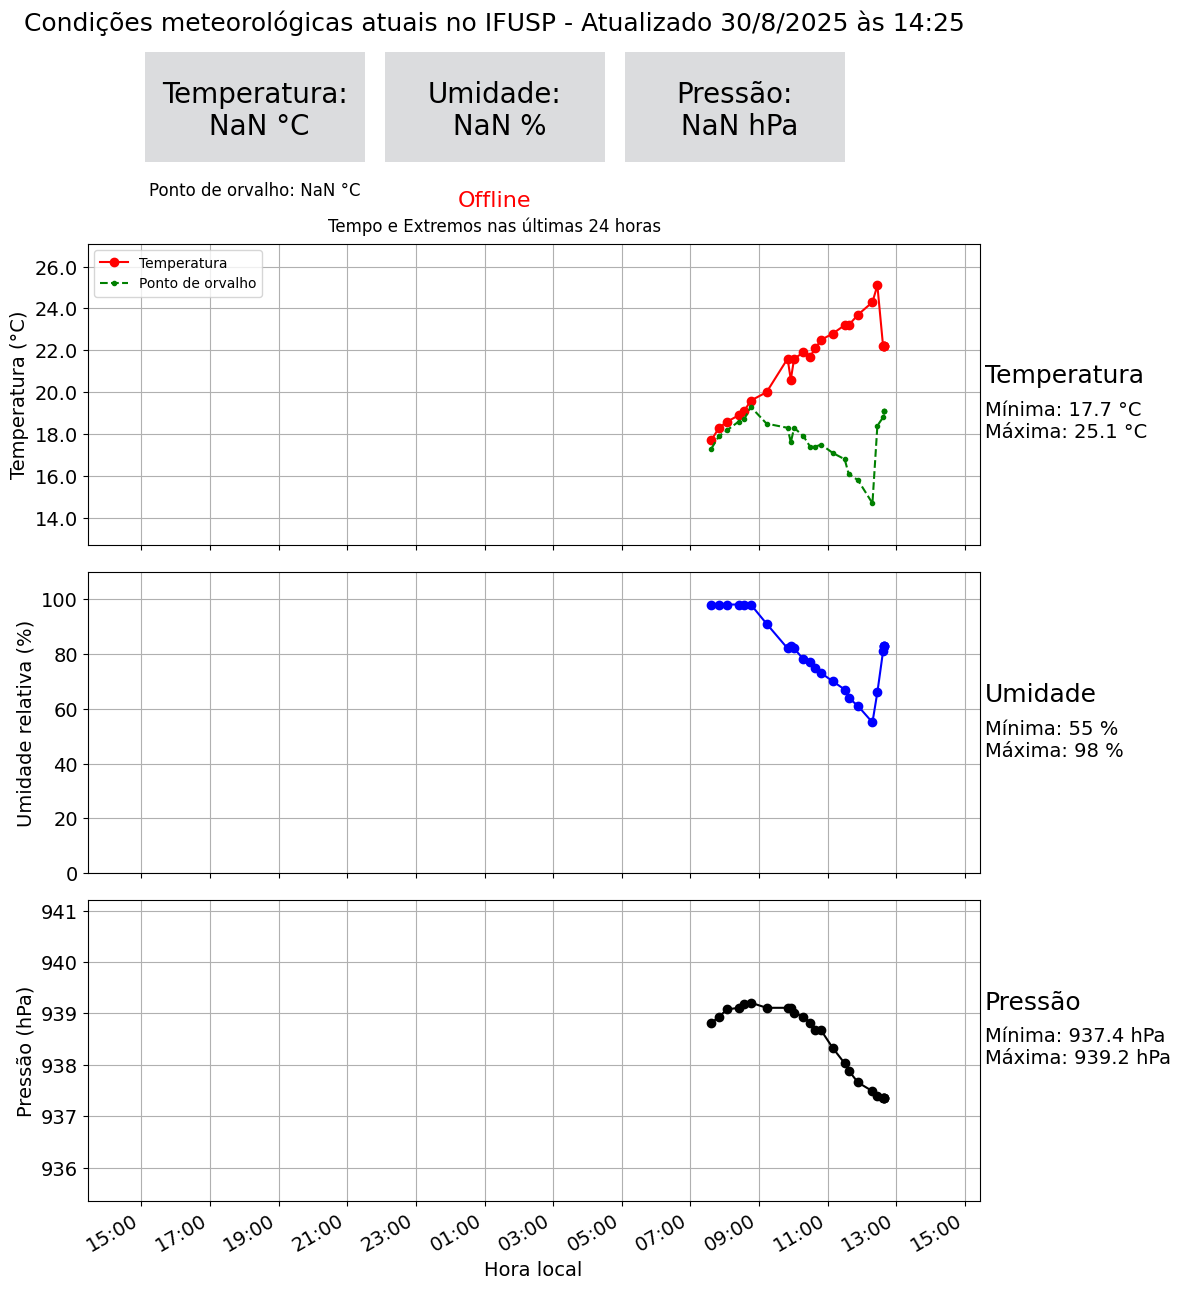 Condições meteorológicas atuais no IFUSP - Atualizado 30/8/2025 às 14:25
Temperatura:
NaN °C
Umidade:
NaN %
Pressão:
NaN hPa
Ponto de orvalho: NaN °C
Offline
Tempo e Extremos nas últimas 24 horas
Temperatura
Ponto de orvalho
Temperatura (°C)
26.0
24.0
22.0
20.0
18.0
16.0
14.0
Temperatura
Mínima: 17.7 °C
Máxima: 25.1 °C
Umidade relativa (%)
100
80
60
40
20
0
Umidade
Mínima: 55 %
Máxima: 98 %
Pressão (hPa)
941
940
939
938
937
936
Pressão
Mínima: 937.4 hPa
Máxima: 939.2 hPa
15:00 17:00 19:00 21:00 23:00 01:00 03:00 05:00 07:00 09:00 11:00 13:00 15:00
Hora local